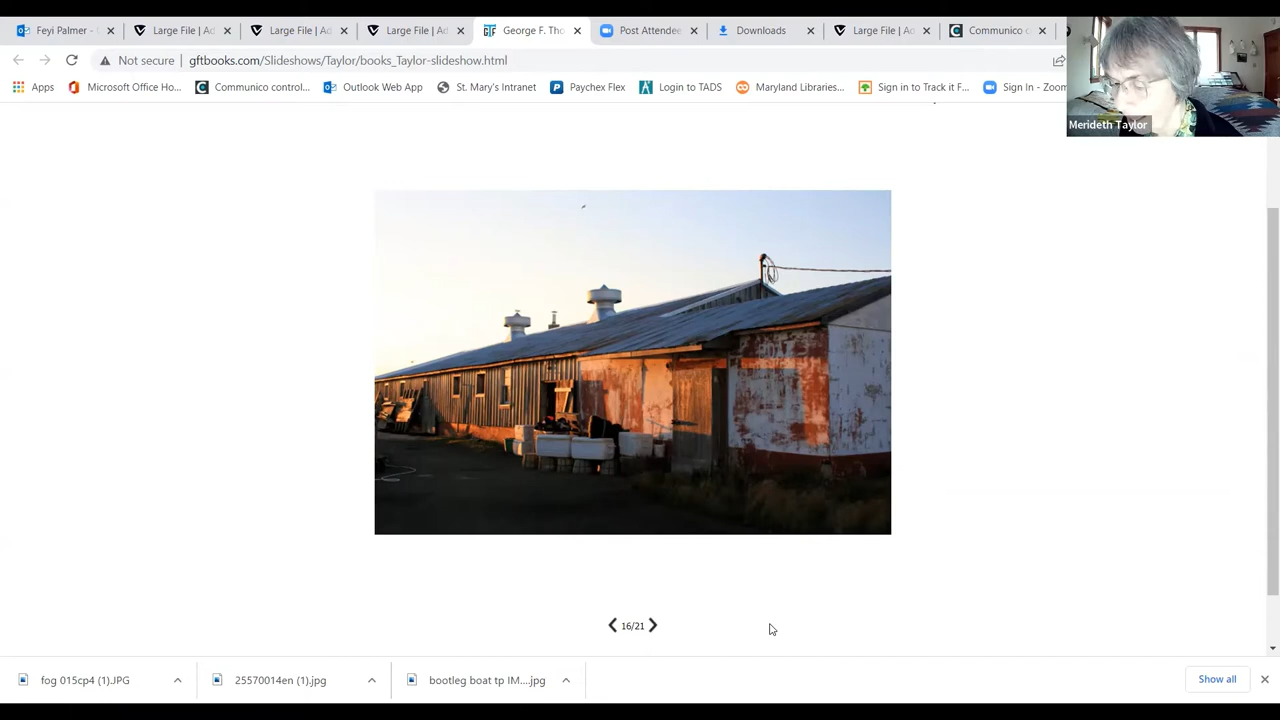 Feyi Palmer -
Large File | Ad
Large File | Ad
Large File | Ad
George F. Tho
Post Attendee
Downloads
Large File | Ad
Communico c
Not secure
gftbooks.com/Slideshows/Taylor/books_Taylor-slideshow.html
Apps
Microsoft Office Ho...
Communico control...
Outlook Web App
St. Mary's Intra
Paychex Flex
Login to TADS
Maryland Libraries...
Sign in to Track it F...
Sign In - Zoom
Merideth Taylor
16/21
fog 015cp4 (1).JPG
25570014en (1).jpg
bootleg boat tp IM....jpg
Show all